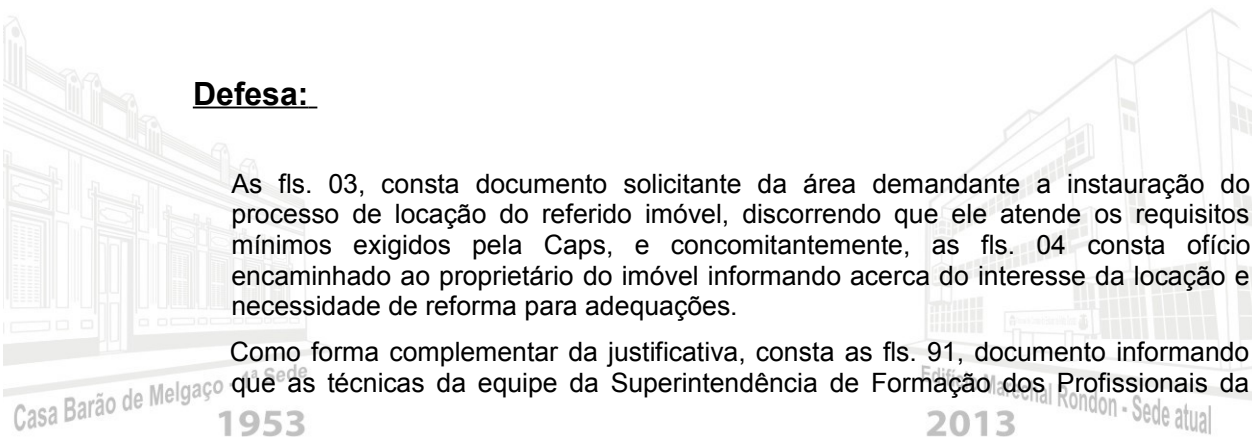 Defesa:
As fls. 03, consta documento solicitante da área demandante a instauração do
processo de locação do referido imóvel, discorrendo que ele atende os requisitos
mínimos exigidos pela Caps, e concomitantemente, as fls. 04 consta ofício
encaminhado ao proprietário do imóvel informando acerca do interesse da locação e
necessidade de reforma para adequações.
Como forma complementar da justificativa, consta as fls. 91, documento informando
que as técnicas da equipe da Superintendência de Formação dos Profissionais da
Casa Barão de Melgaço - 1ª Sede
1953
Edifício Marechal Rondon - Sede atual
2013